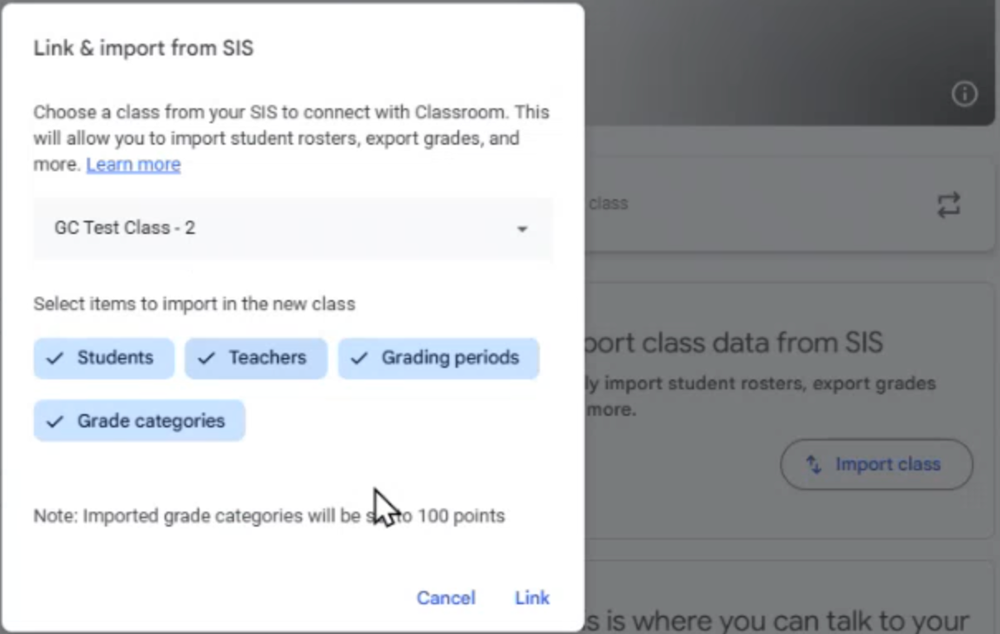 Link & import from SIS
Choose a class from your SIS to connect with Classroom. This
will allow you to import student rosters, export grades, and
more. Learn more
GC Test Class - 2
Select items to import in the new class
Students
Teachers
Grading periods
Grade categories
Note: Imported grade categories will be to 100 points
Cancel
Link
class
class data from SIS
import student rosters, export grades
more.
Import class
is where you can talk to your